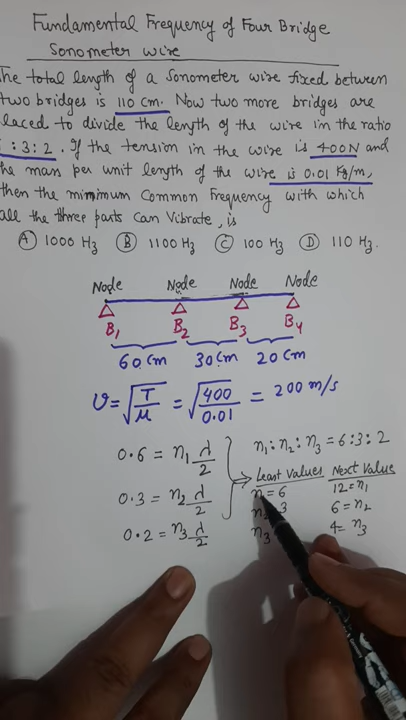 Fundamental Frequency of Four Bridge
Sonometer wire
The total length of a Sonometer wire fixed between
two bridges is 110 Cm. Now two more bridges are
laced to divide the length of the wire in the ratio
: 3 : 2. If the tension in the wire is 400N and
the mass per unit length of the wire is 0.01 Kg/m,
then the minimum Common Frequency with which
all the three parts Can Vibrate, is
Ⓐ 1000 Hz Ⓑ 1100 Hz Ⓒ 100 Hz Ⓓ 110 Hz.
Node Node Node Node
B1 B2 B3 B4
60 Cm 30 Cm 20 Cm
v = √T/μ = √400/0.01 = 200 m/s
0.6 = n1 λ/2
n1 : n2 : n3 = 6 : 3 : 2
Least Values Next Value
= 6 12 = n1
0.3 = n2 λ/2
3 6 = n2
0.2 = n3 λ/2
n3 4 = n3